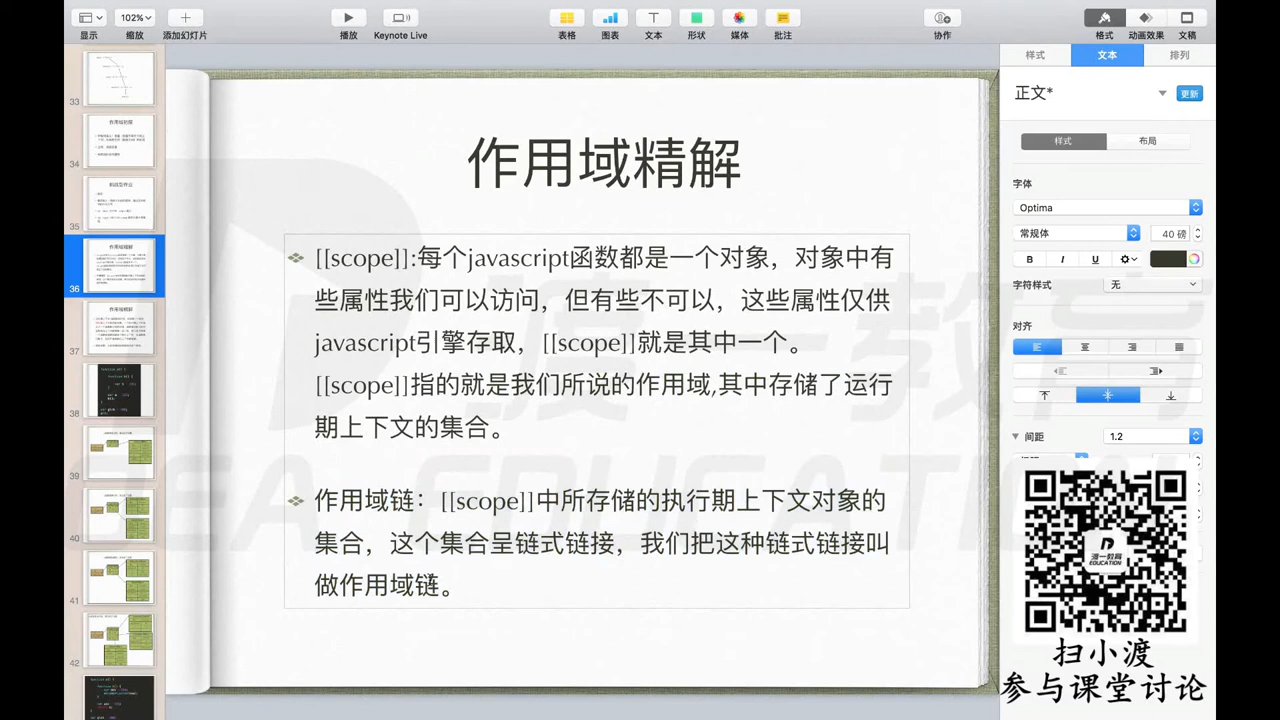 102%
显示
缩放
添加幻灯片
播放
Keynote Live
表格
图表
文本
形状
媒体
批注
协作
格式
动画效果
文稿
33
34
35
36
37
38
39
40
41
42
作用域精解
[[scope]]:每个javascript函数都是一个对象，对象中有
些属性我们可以访问，但有些不可以，这些属性仅供
javascript引擎存取，[[scope]]就是其中一个。
[[scope]]指的就是我们所说的作用域,其中存储了运行
期上下文的集合。
作用域链：[[scope]]中所存储的执行期上下文对象的
集合，这个集合呈链式链接，我们把这种链式链接叫
做作用域链。
样式
文本
排列
正文*
更新
样式
布局
字体
Optima
常规体
40 磅
B
I
U
字符样式
无
对齐
间距
1.2
渡一教育
EDUCATION
扫小渡
参与课堂讨论